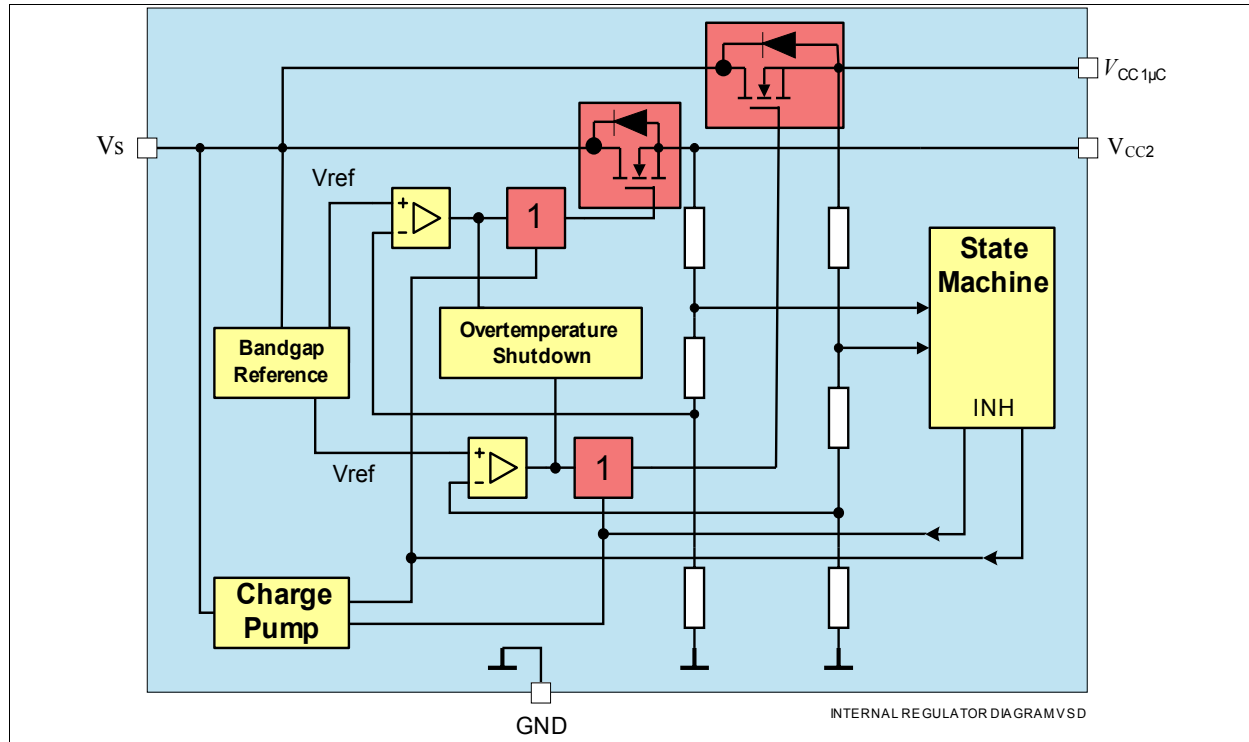 V CC1µC
Vs
VCC2
Vref
1
State
Machine
Bandgap
Reference
Overtemperature
Shutdown
INH
Vref
1
Charge
Pump
GND
INTERNAL REGULATOR DIAGRAM VSD
+
-
+
-